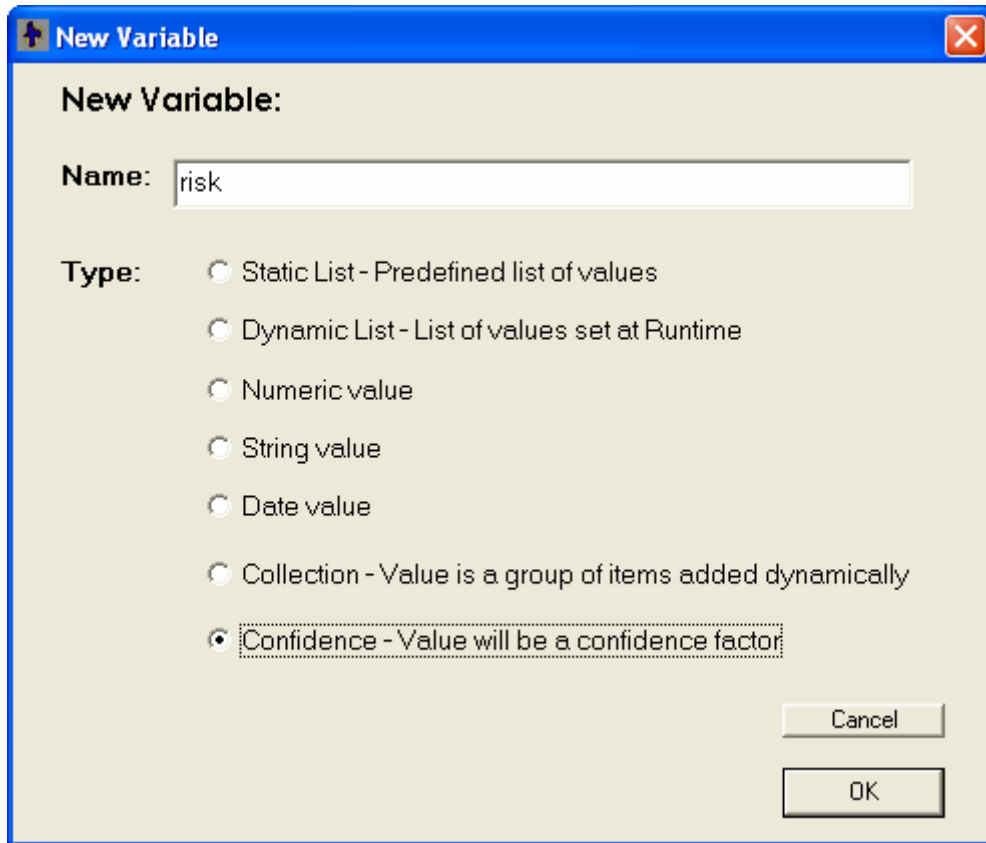 New Variable
New Variable:
Name: risk
Type: Static List - Predefined list of values
Dynamic List - List of values set at Runtime
Numeric value
String value
Date value
Collection - Value is a group of items added dynamically
Confidence - Value will be a confidence factor
Cancel
OK